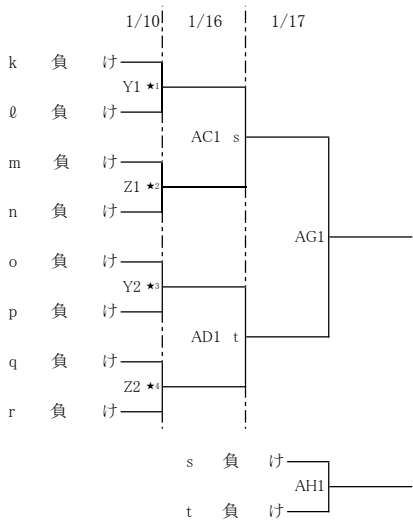 1/10 1/16 1/17
k 負け
Y1 ★1
ℓ 負け
AC1 s
m 負け
Z1 ★2
n 負け
AG1
o 負け
Y2 ★3
p 負け
AD1 t
q 負け
Z2 ★4
r 負け
s 負け
AH1
t 負け